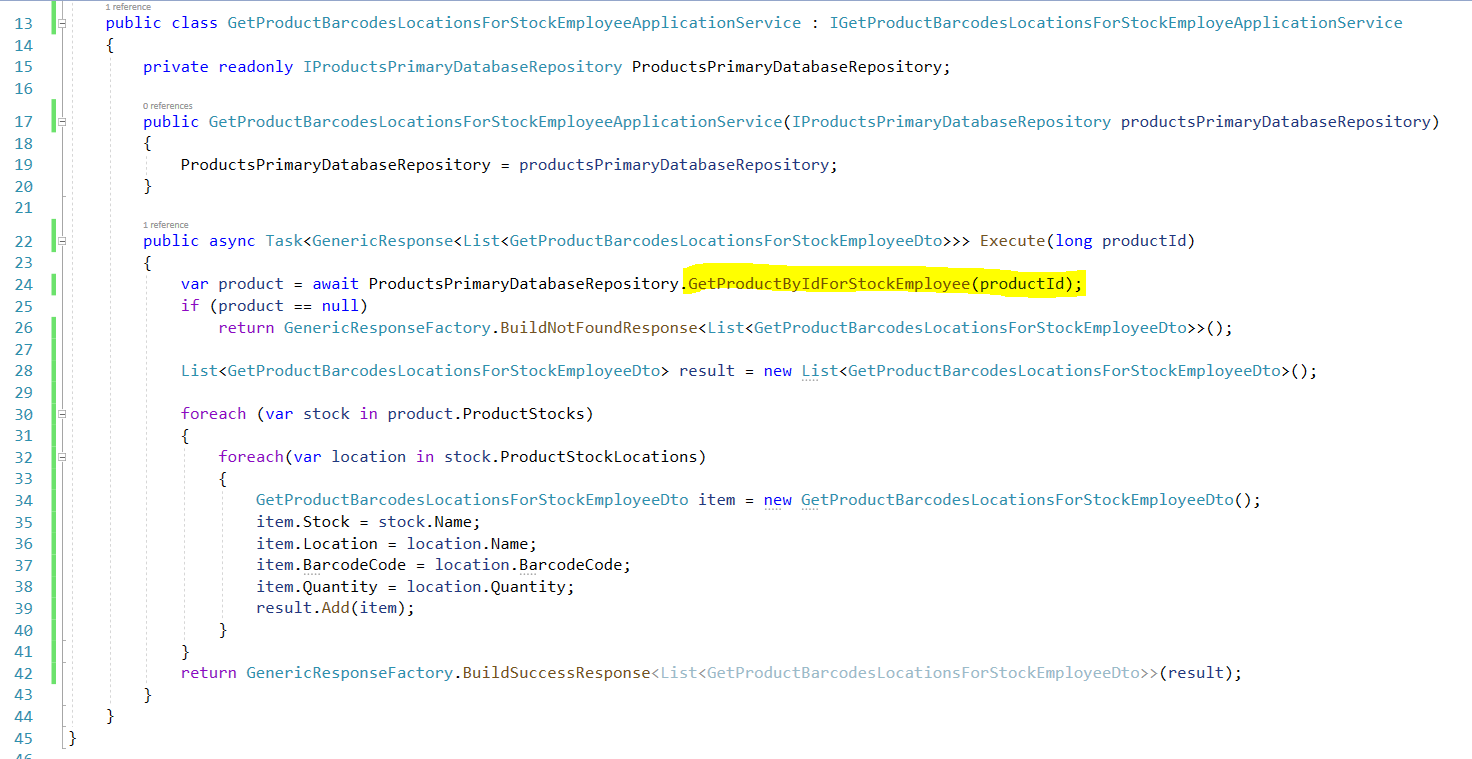 1 reference
13 public class GetProductBarcodesLocationsForStockEmployeeApplicationService : IGetProductBarcodesLocationsForStockEmployeApplicationService
14 {
15 private readonly IProductsPrimaryDatabaseRepository ProductsPrimaryDatabaseRepository;
16
0 references
17 public GetProductBarcodesLocationsForStockEmployeeApplicationService(IProductsPrimaryDatabaseRepository productsPrimaryDatabaseRepository)
18 {
19 ProductsPrimaryDatabaseRepository = productsPrimaryDatabaseRepository;
20 }
21
1 reference
22 public async Task<GenericResponse<List<GetProductBarcodesLocationsForStockEmployeeDto>>> Execute(long productId)
23 {
24 var product = await ProductsPrimaryDatabaseRepository.GetProductByIdForStockEmployee(productId);
25 if (product == null)
26 return GenericResponseFactory.BuildNotFoundResponse<List<GetProductBarcodesLocationsForStockEmployeeDto>>();
27
28 List<GetProductBarcodesLocationsForStockEmployeeDto> result = new List<GetProductBarcodesLocationsForStockEmployeeDto>();
29
30 foreach (var stock in product.ProductStocks)
31 {
32 foreach(var location in stock.ProductStockLocations)
33 {
34 GetProductBarcodesLocationsForStockEmployeeDto item = new GetProductBarcodesLocationsForStockEmployeeDto();
35 item.Stock = stock.Name;
36 item.Location = location.Name;
37 item.BarcodeCode = location.BarcodeCode;
38 item.Quantity = location.Quantity;
39 result.Add(item);
40 }
41 }
42 return GenericResponseFactory.BuildSuccessResponse<List<GetProductBarcodesLocationsForStockEmployeeDto>>(result);
43 }
44 }
45 }
46